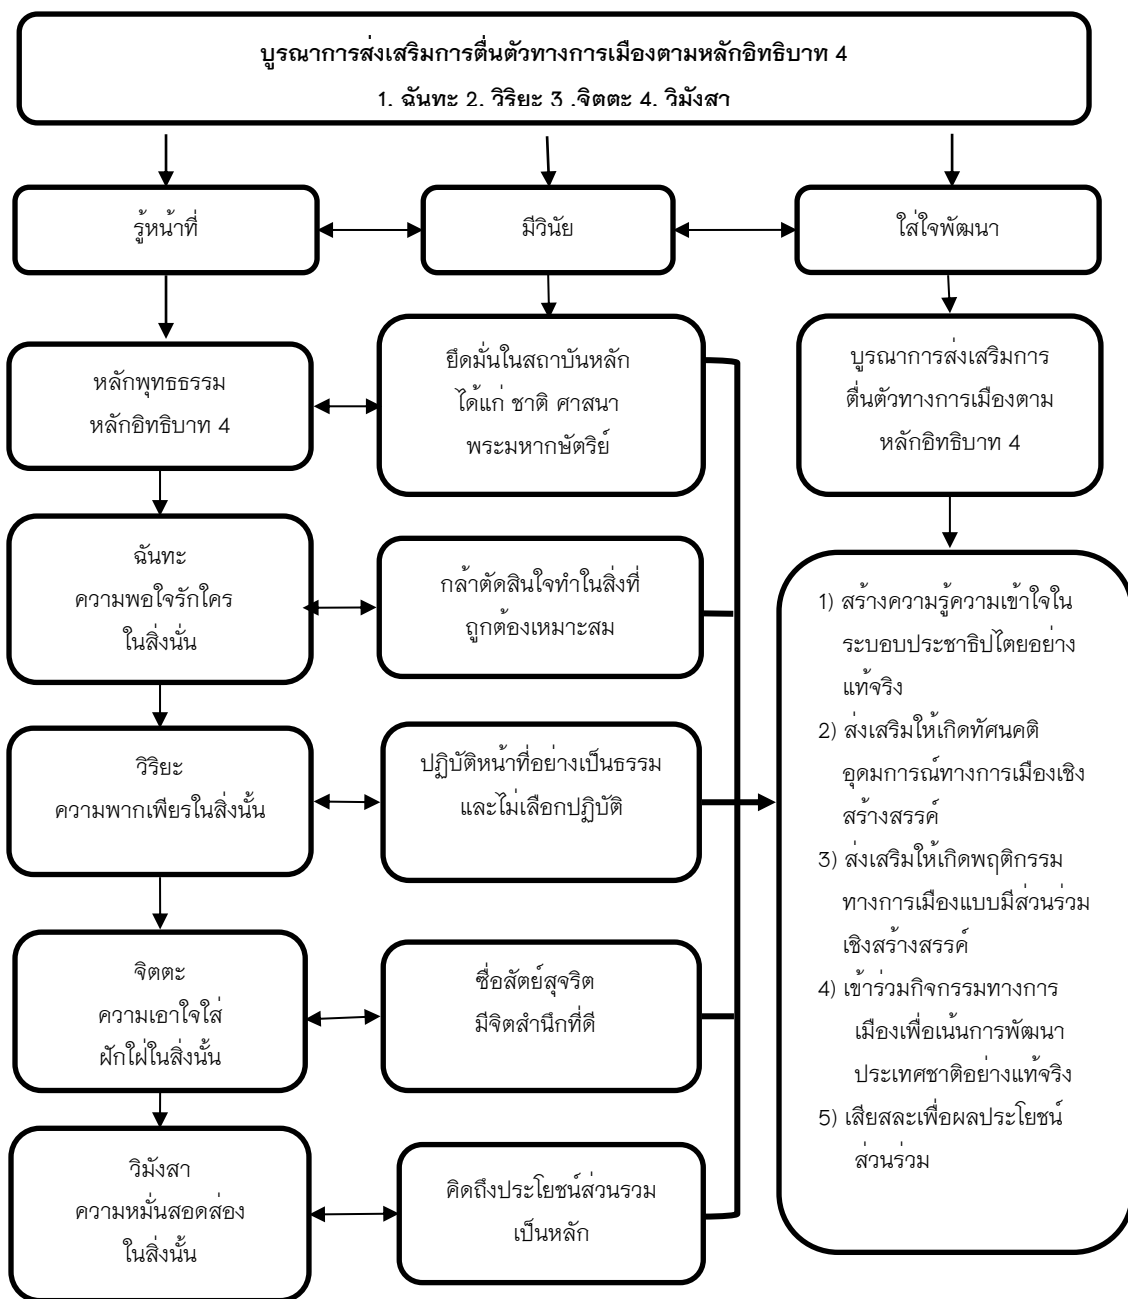 บูรณาการส่งเสริมการตื่นตัวทางการเมืองตามหลักอิทธิบาท 4
1. ฉันทะ 2. วิริยะ 3 .จิตตะ 4. วิมังสา
รู้หน้าที่
มีวินัย
ใส่ใจพัฒนา
หลักพุทธธรรม
หลักอิทธิบาท 4
ยึดมั่นในสถาบันหลัก
ได้แก่ ชาติ ศาสนา
พระมหากษัตริย์
บูรณาการส่งเสริมการ
ตื่นตัวทางการเมืองตาม
หลักอิทธิบาท 4
ฉันทะ
ความพอใจรักใคร
ในสิ่งนั่น
กล้าตัดสินใจทำในสิ่งที่
ถูกต้องเหมาะสม
วิริยะ
ความพากเพียรในสิ่งนั้น
ปฏิบัติหน้าที่อย่างเป็นธรรม
และไม่เลือกปฏิบัติ
จิตตะ
ความเอาใจใส่
ฝักใฝ่ในสิ่งนั้น
ซื่อสัตย์สุจริต
มีจิตสำนึกที่ดี
วิมังสา
ความหมั่นสอดส่อง
ในสิ่งนั้น
คิดถึงประโยชน์ส่วนรวม
เป็นหลัก
1) สร้างความรู้ความเข้าใจใน
ระบอบประชาธิปไตยอย่าง
แท้จริง
2) ส่งเสริมให้เกิดทัศนคติ
อุดมการณ์ทางการเมืองเชิง
สร้างสรรค์
3) ส่งเสริมให้เกิดพฤติกรรม
ทางการเมืองแบบมีส่วนร่วม
เชิงสร้างสรรค์
4) เข้าร่วมกิจกรรมทางการ
เมืองเพื่อเน้นการพัฒนา
ประเทศชาติอย่างแท้จริง
5) เสียสละเพื่อผลประโยชน์
ส่วนร่วม